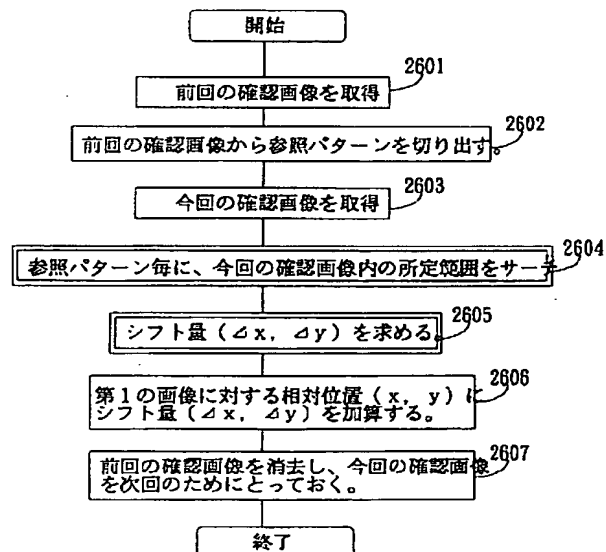 開始
2601
前回の確認画像を取得
2602
前回の確認画像から参照パターンを切り出す。
2603
今回の確認画像を取得
2604
参照パターン毎に、今回の確認画像内の所定範囲をサーチ
2605
シフト量（⊿x，⊿y）を求める。
2606
第1の画像に対する相対位置（x，y）に
シフト量（⊿x，⊿y）を加算する。
2607
前回の確認画像を消去し、今回の確認画像
を次回のためにとっておく。
終了